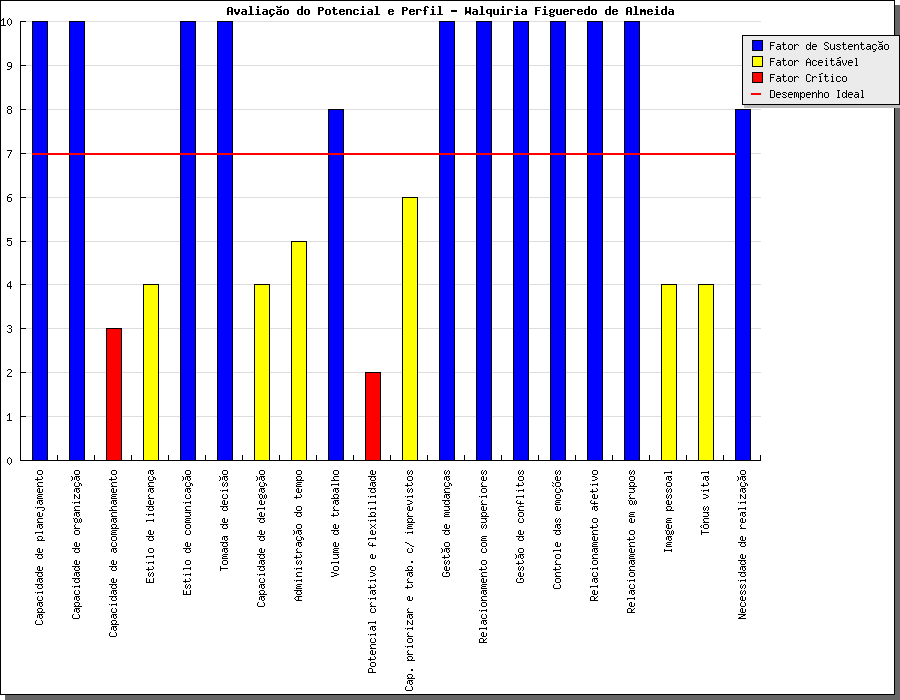 Avaliação do Potencial e Perfil - Walquiria Figueredo de Almeida
Fator de Sustentação
Fator Aceitável
Fator Crítico
Desempenho Ideal
10
9
8
7
6
5
4
3
2
1
0
Capacidade de planejamento
Capacidade de organização
Capacidade de acompanhamento
Estilo de liderança
Estilo de comunicação
Tomada de decisão
Capacidade de delegação
Administração do tempo
Volume de trabalho
Potencial criativo e flexibilidade
Cap. priorizar e trab. c/ imprevistos
Gestão de mudanças
Relacionamento com superiores
Gestão de conflitos
Controle das emoções
Relacionamento afetivo
Relacionamento em grupos
Imagem pessoal
Tônus vital
Necessidade de realização